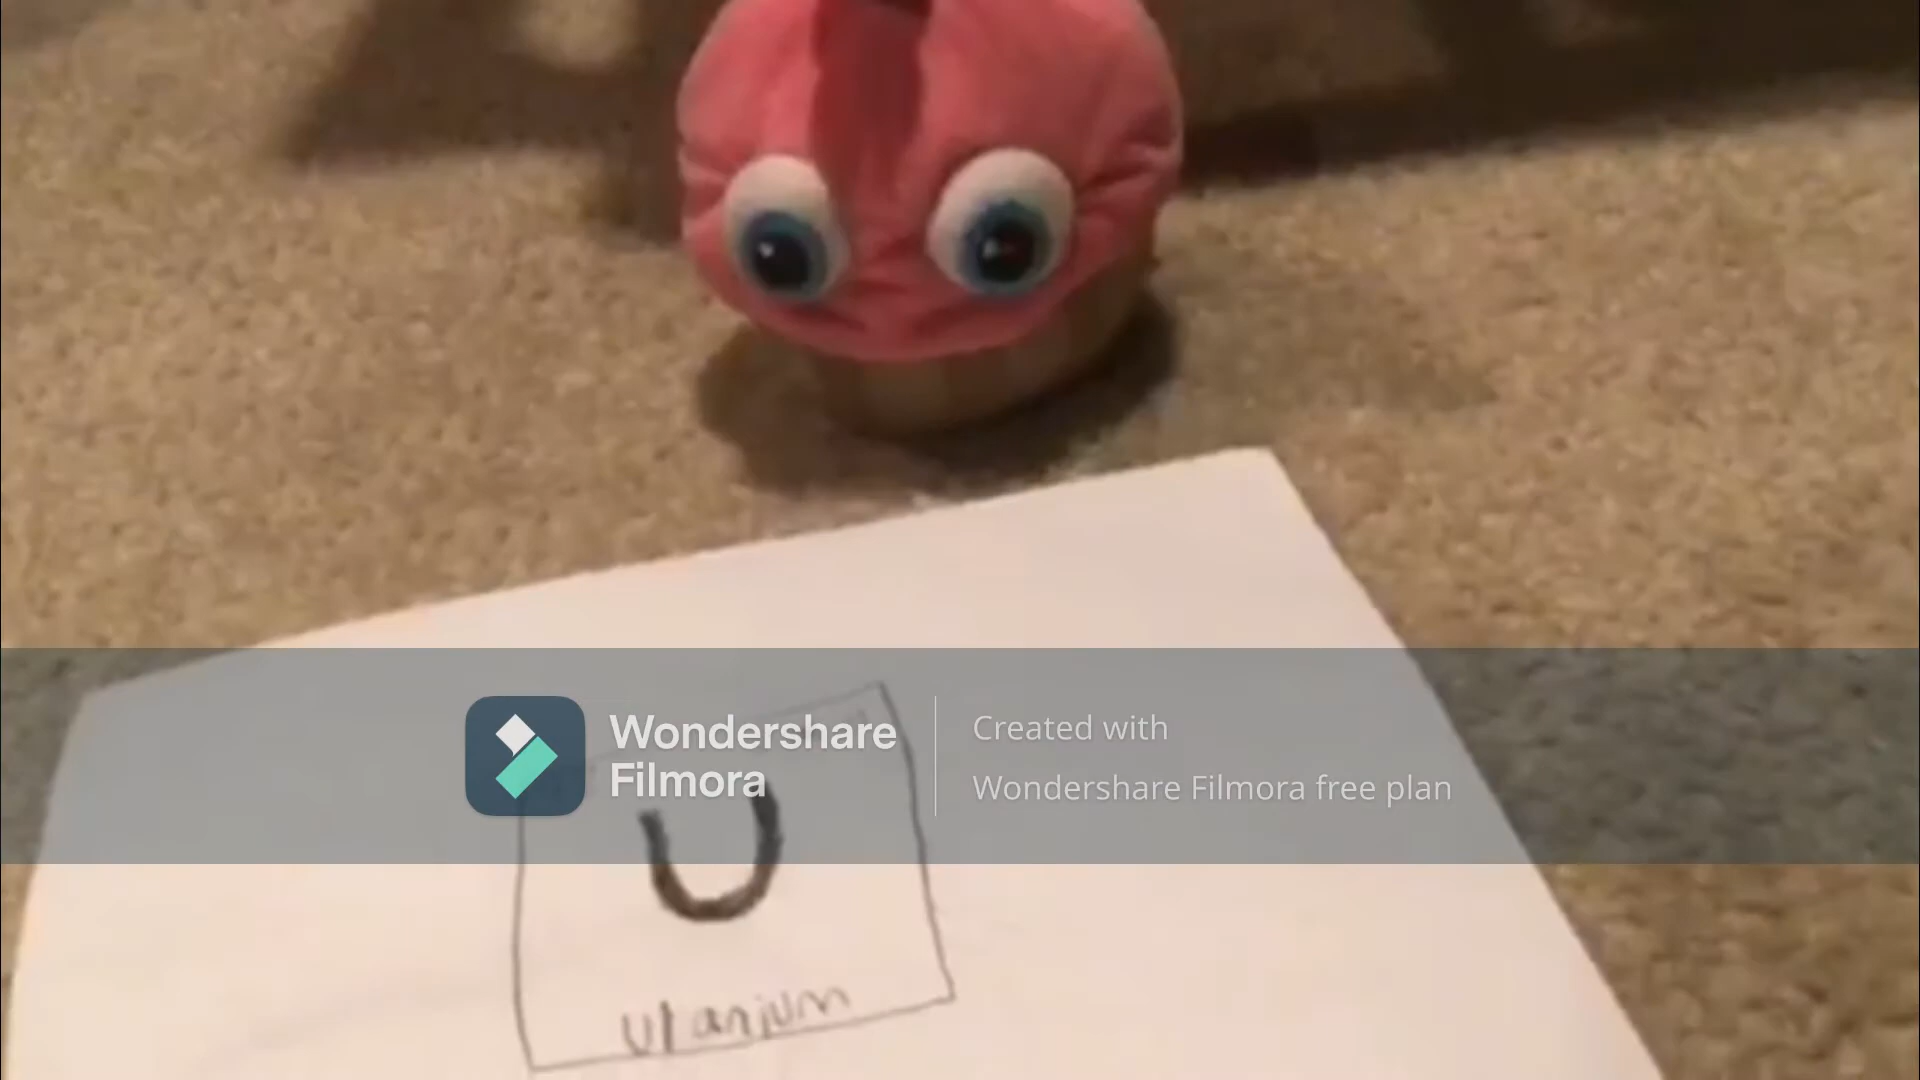 Wondershare
Filmora
Created with
Wondershare Filmora free plan
U
Uranium